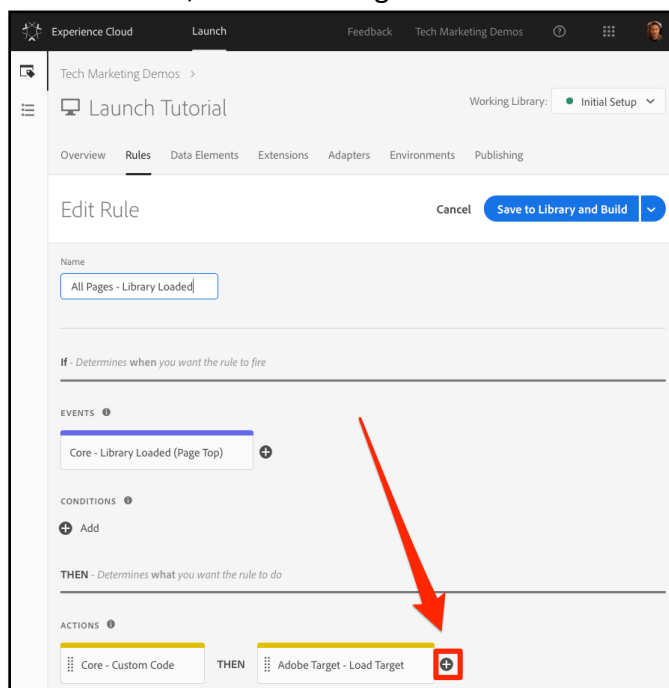 Experience Cloud Launch Feedback Tech Marketing Demos
Tech Marketing Demos >
Launch Tutorial
Working Library: Initial Setup
Overview Rules Data Elements Extensions Adapters Environments Publishing
Edit Rule Cancel Save to Library and Build
Name
All Pages - Library Loaded
If - Determines when you want the rule to fire
EVENTS
Core - Library Loaded (Page Top)
CONDITIONS
Add
THEN - Determines what you want the rule to do
ACTIONS
Core - Custom Code THEN Adobe Target - Load Target